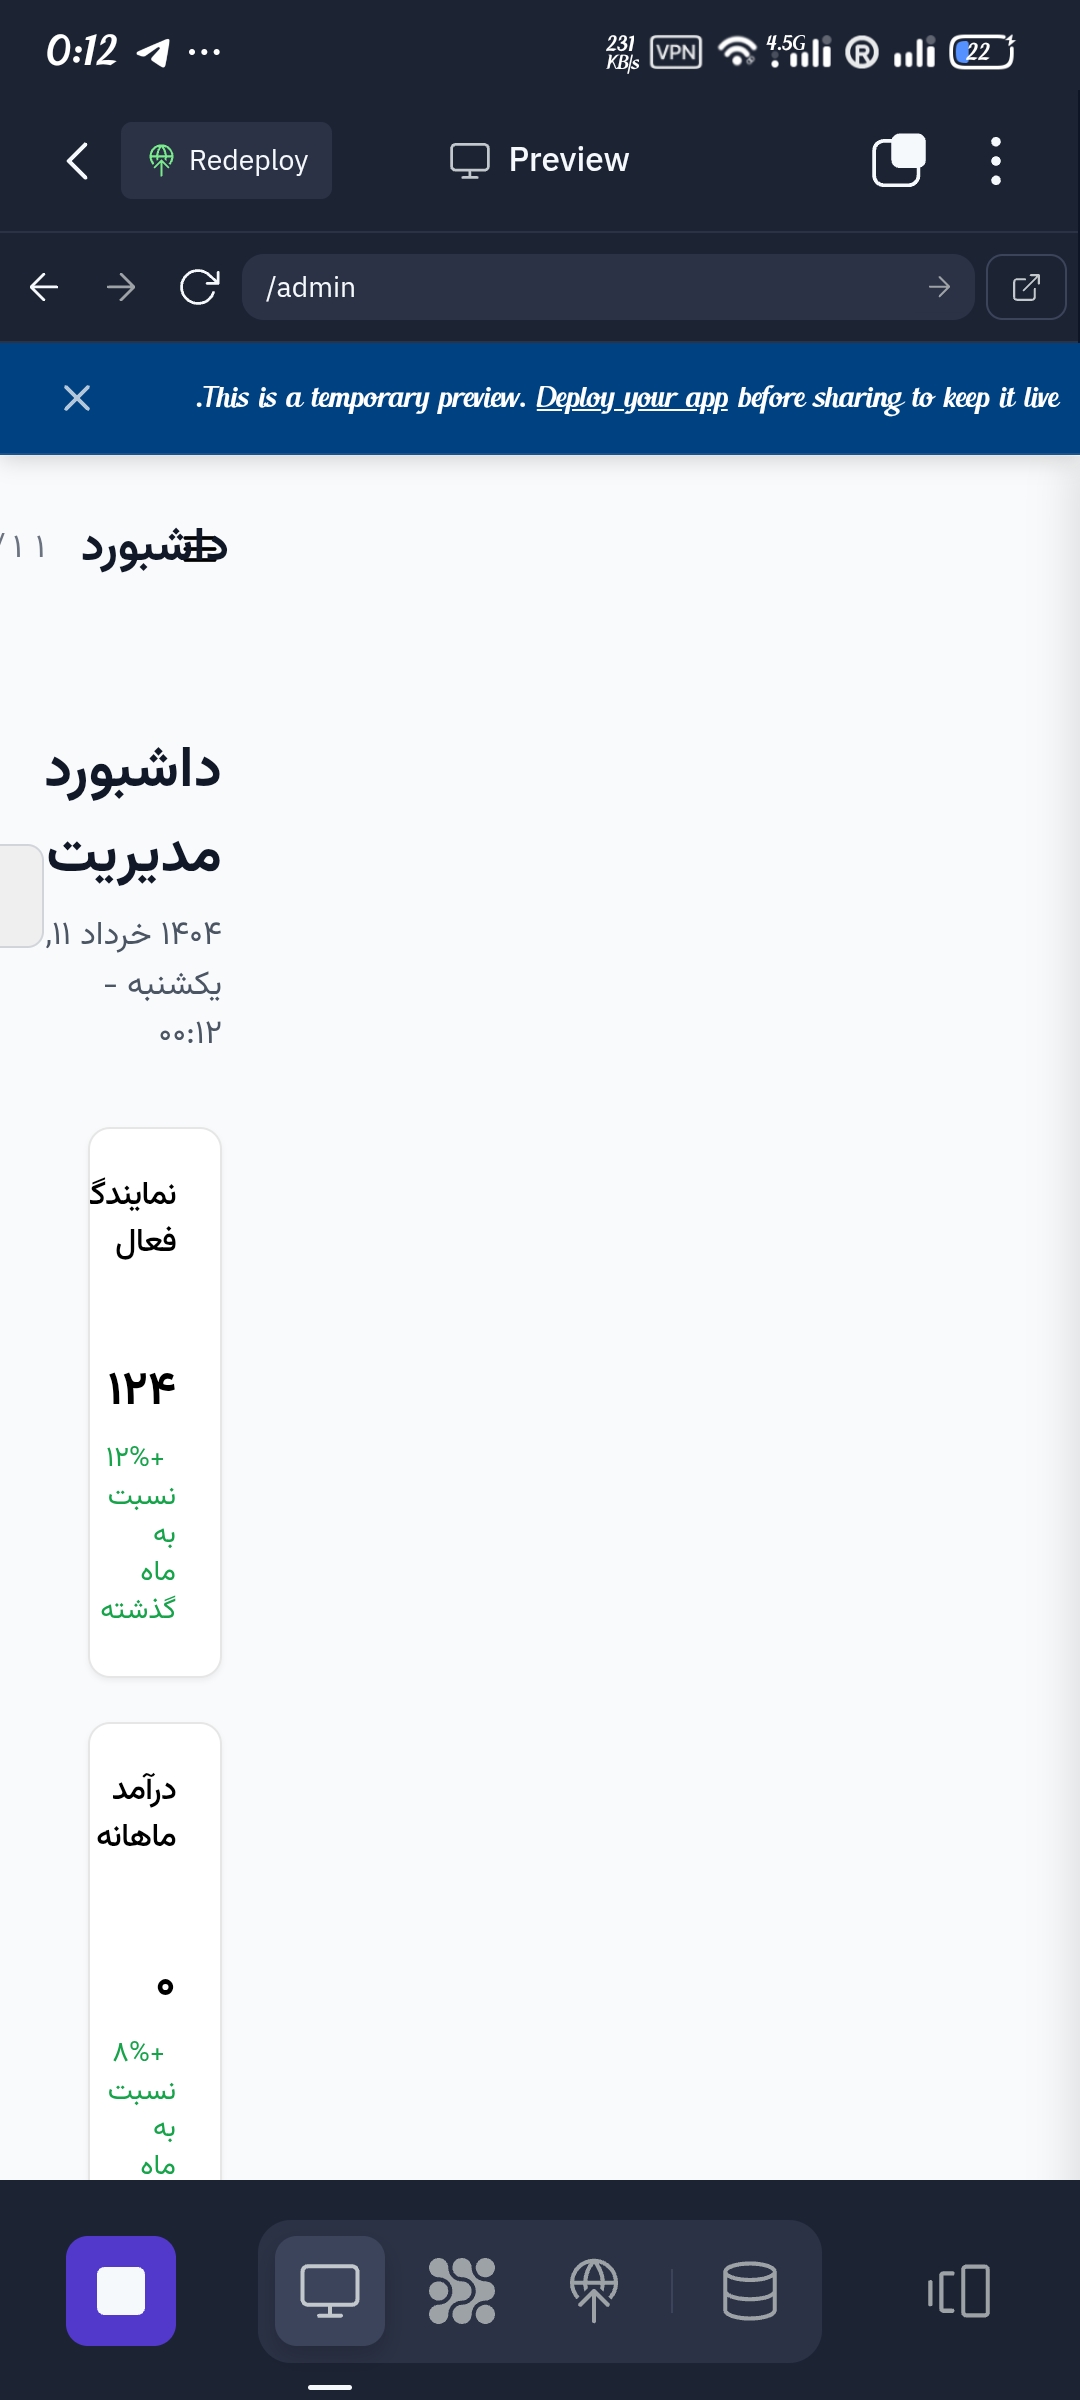 0:12
231 KB/s VPN 4.5G R 22
Redeploy
Preview
/admin
This is a temporary preview. Deploy your app before sharing to keep it live.
داشبورد
داشبورد
مدیریت
۱۴۰۴ خرداد ۱۱,
یکشنبه -
۰۰:۱۲
فعال
۱۲۴
+۱۲%
نسبت
به
ماه
گذشته
درآمد
ماهانه
۰
+۸%
نسبت
به
ماه